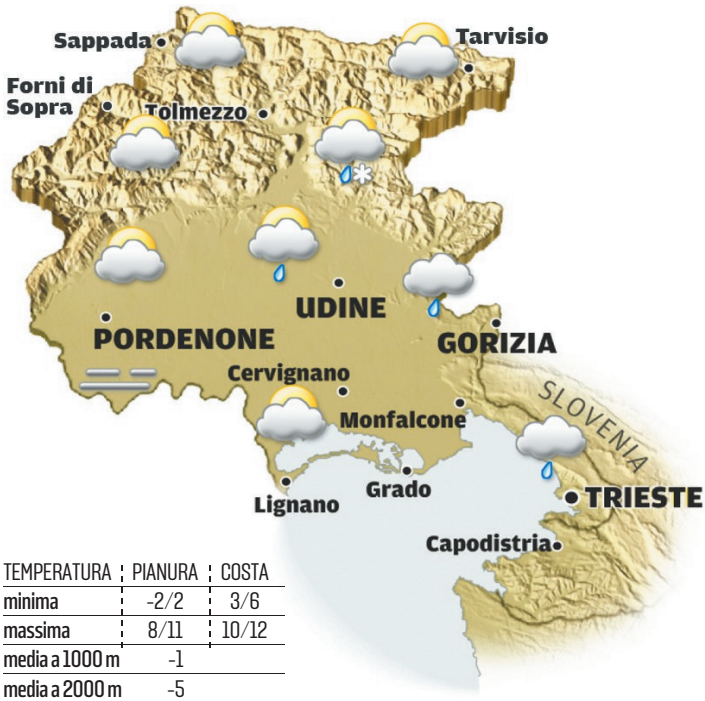 Sappada
Tarvisio
Forni di
Sopra
Tolmezzo
UDINE
PORDENONE
GORIZIA
Cervignano
SLOVENIA
Monfalcone
Grado
Lignano
TRIESTE
Capodistria
TEMPERATURA PIANURA COSTA
minima -2/2 3/6
massima 8/11 10/12
media a 1000 m -1
media a 2000 m -5